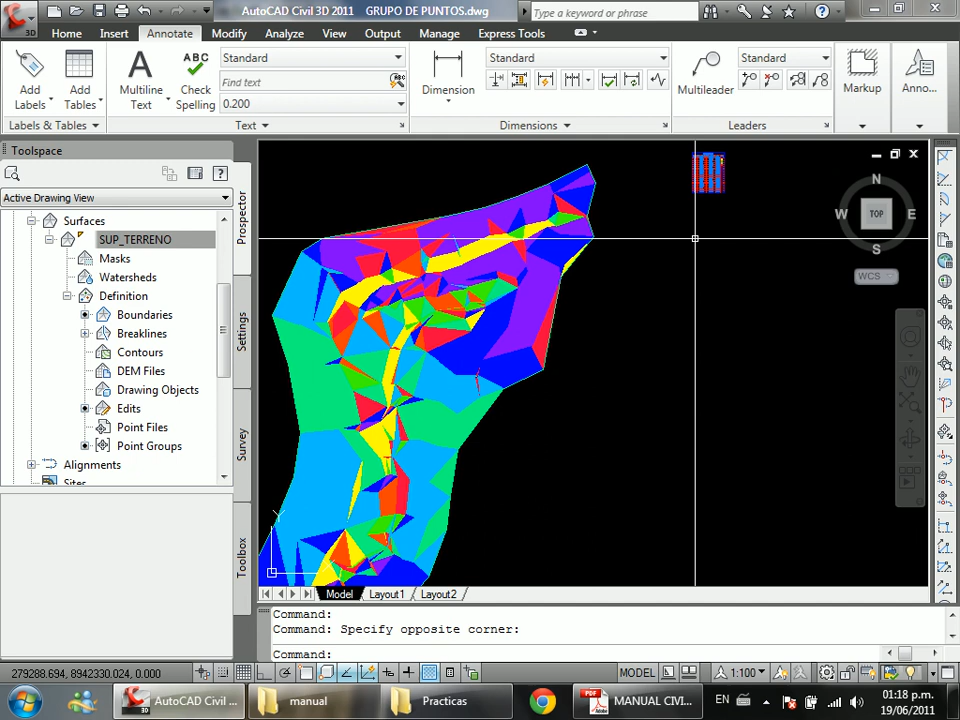 AutoCAD Civil 3D 2011 GRUPO DE PUNTOS.dwg
Type a keyword or phrase
3D
Home Insert Annotate Modify Analyze View Output Manage Express Tools
Standard
Standard
Standard
ABC
A
Find text
Add Labels
Add Tables
Multiline Text
Check Spelling
0.200
Dimension
Multileader
Markup
Anno...
Labels & Tables
Text
Dimensions
Leaders
Toolspace
Active Drawing View
Prospector
Settings
Survey
Toolbox
Surfaces
SUP_TERRENO
Masks
Watersheds
Definition
Boundaries
Breaklines
Contours
DEM Files
Drawing Objects
Edits
Point Files
Point Groups
Alignments
Sites
N
W TOP E
S
WCS
Y
Model Layout1 Layout2
Command:
Command: Specify opposite corner:
Command:
279288.694, 8942330.024, 0.000
MODEL
1:100
AutoCAD Civil ...
manual
Practicas
MANUAL CIVI...
EN
01:18 p.m.
19/06/2011